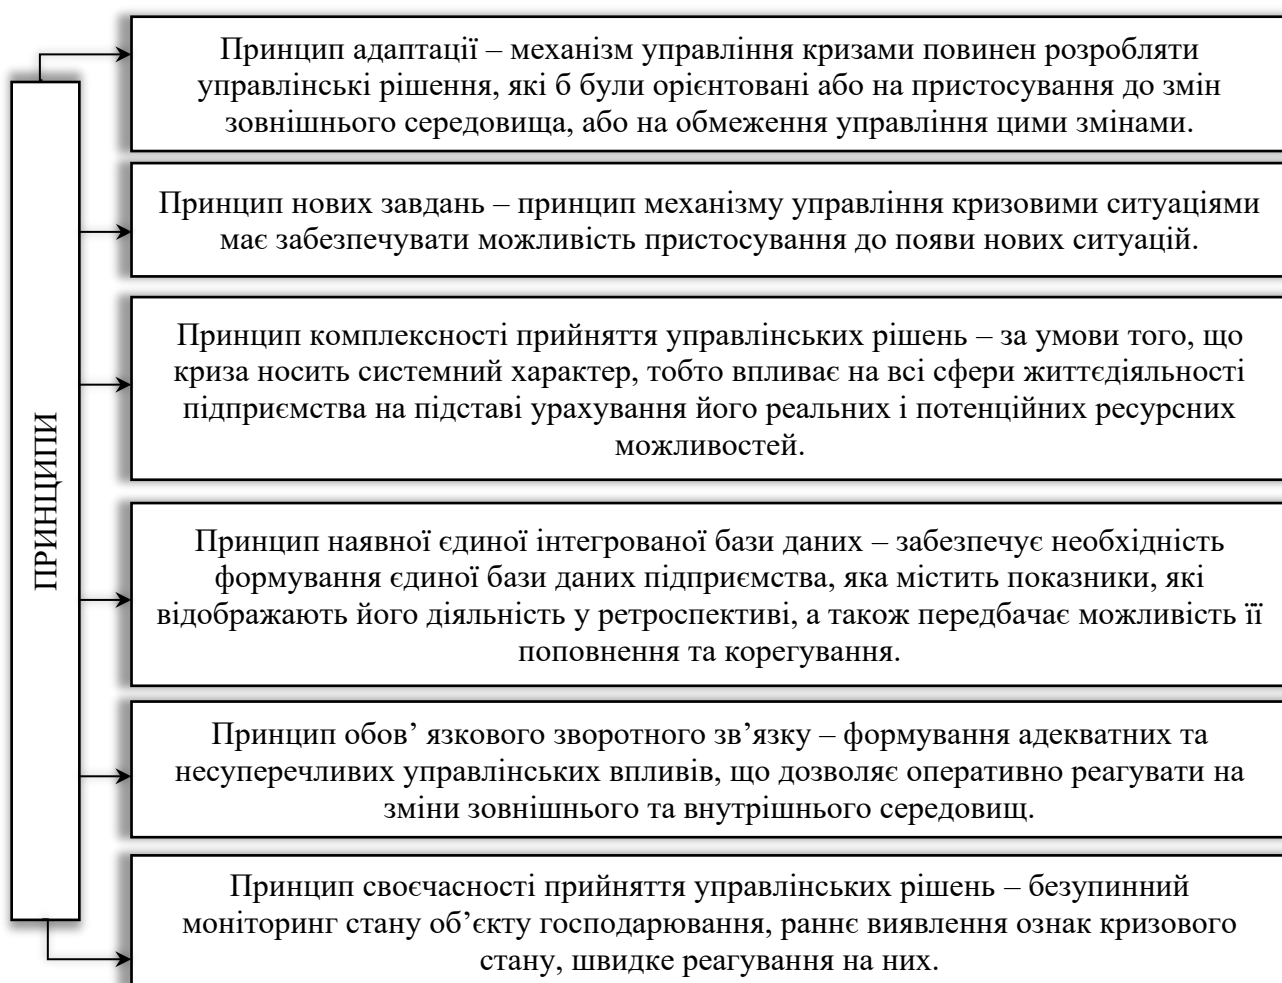 ПРИНЦИПИ
Принцип адаптації – механізм управління кризами повинен розробляти
управлінські рішення, які б були орієнтовані або на пристосування до змін
зовнішнього середовища, або на обмеження управління цими змінами.
Принцип нових завдань – принцип механізму управління кризовими ситуаціями
має забезпечувати можливість пристосування до появи нових ситуацій.
Принцип комплексності прийняття управлінських рішень – за умови того, що
криза носить системний характер, тобто впливає на всі сфери життєдіяльності
підприємства на підставі урахування його реальних і потенційних ресурсних
можливостей.
Принцип наявної єдиної інтегрованої бази даних – забезпечує необхідність
формування єдиної бази даних підприємства, яка містить показники, які
відображають його діяльність у ретроспективі, а також передбачає можливість її
поповнення та корегування.
Принцип обов’ язкового зворотного зв’язку – формування адекватних та
несуперечливих управлінських впливів, що дозволяє оперативно реагувати на
зміни зовнішнього та внутрішнього середовищ.
Принцип своєчасності прийняття управлінських рішень – безупинний
моніторинг стану об’єкту господарювання, раннє виявлення ознак кризового
стану, швидке реагування на них.